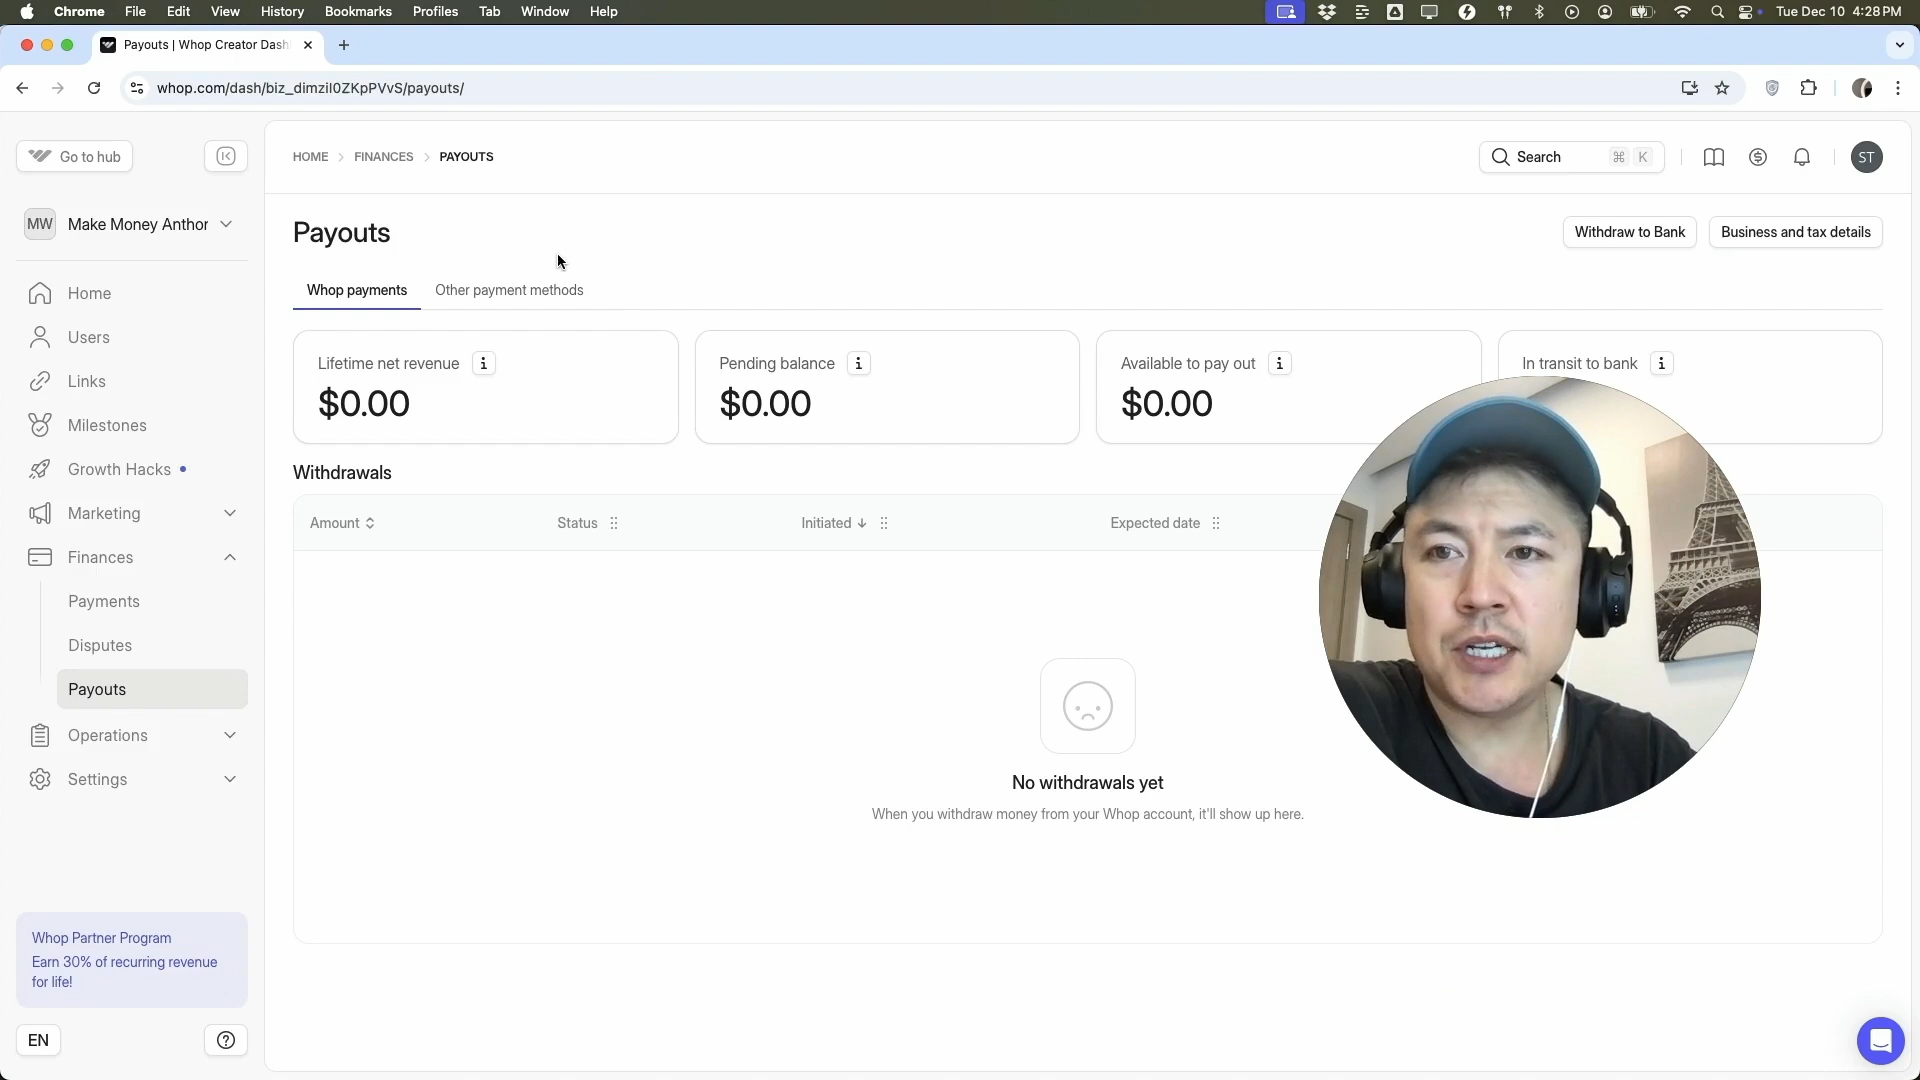 Chrome File Edit View History Bookmarks Profiles Tab Window Help Tue Dec 10 4:28 PM
Payouts | Whop Creator Dash
whop.com/dash/biz_dimziI0ZKpPVvS/payouts/
Go to hub
HOME FINANCES PAYOUTS
Search ⌘ K
ST
MW Make Money Anthor
Payouts
Withdraw to Bank
Business and tax details
Whop payments
Other payment methods
Home
Users
Links
Milestones
Growth Hacks
Marketing
Finances
Payments
Disputes
Payouts
Operations
Settings
Lifetime net revenue i
$0.00
Pending balance i
$0.00
Available to pay out i
$0.00
In transit to bank i
Withdrawals
Amount Status Initiated Expected date
No withdrawals yet
When you withdraw money from your Whop account, it'll show up here.
Whop Partner Program
Earn 30% of recurring revenue
for life!
EN